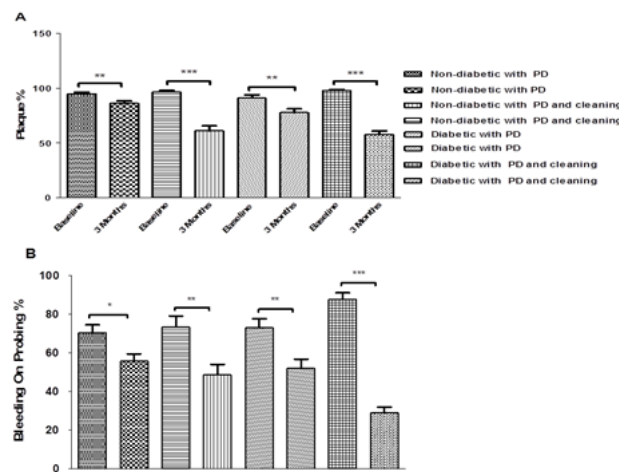 A
Plaque %
150
100
50
0
** *** ** ***
Baseline 3 Months Baseline 3 Months Baseline 3 Months Baseline 3 Months
Non-diabetic with PD
Non-diabetic with PD
Non-diabetic with PD and cleaning
Non-diabetic with PD and cleaning
Diabetic with PD
Diabetic with PD
Diabetic with PD and cleaning
Diabetic with PD and cleaning
B
Bleeding On Probing %
100
80
60
40
20
0
* ** ** ***